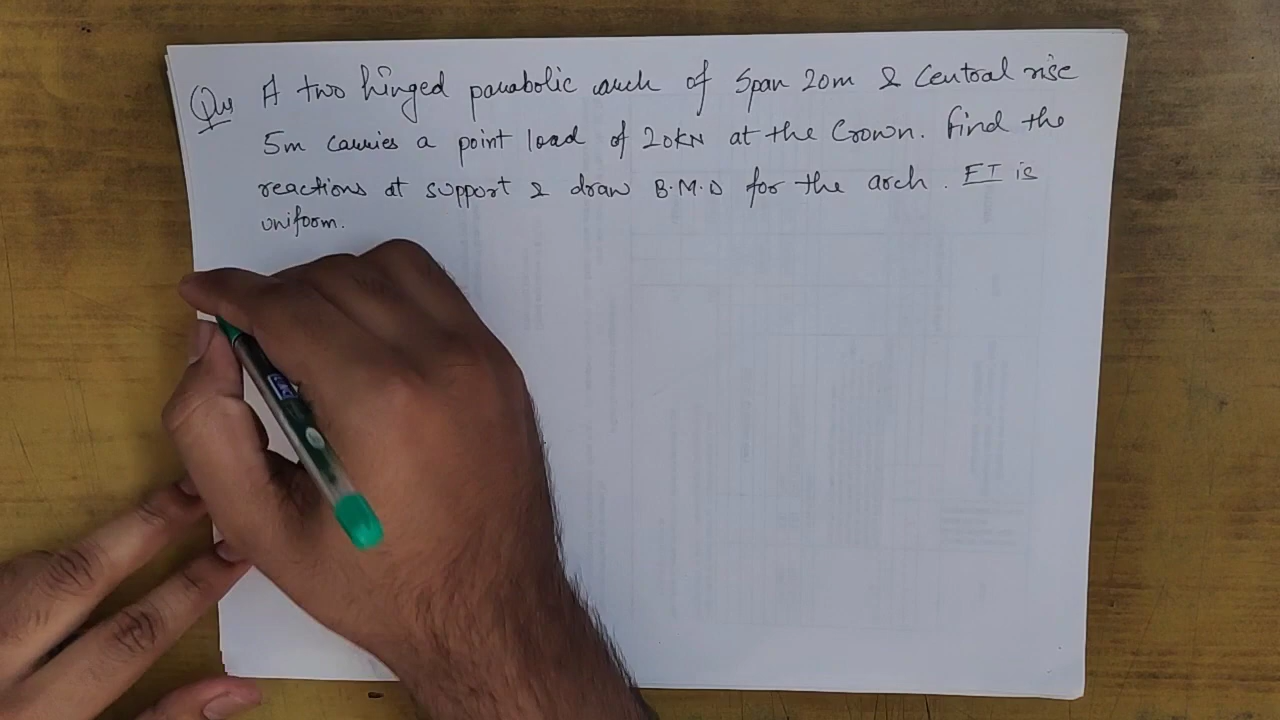 Qus A two hinged parabolic arch of Span 20m & Central rise
5m carries a point load of 20KN at the Crown. Find the
reactions at support & draw B.M.D for the arch. EI is
uniform.